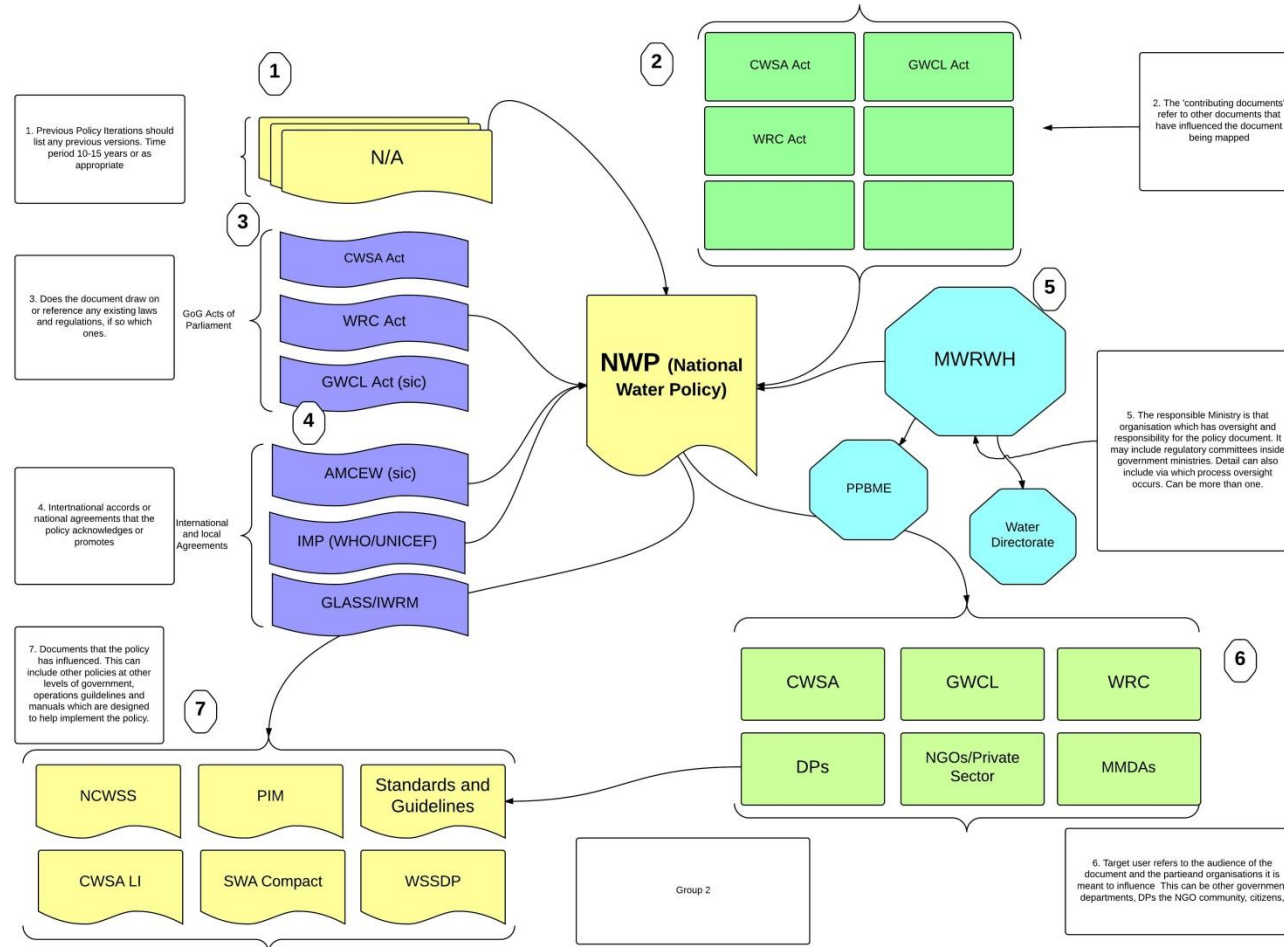 1
2
CWSA Act
GWCL Act
WRC Act
1. Previous Policy Iterations should
list any previous versions. Time
period 10-15 years or as
appropriate
N/A
2. The 'contributing documents'
refer to other documents that
have influenced the document
being mapped
3
3. Does the document draw on
or reference any existing laws
and regulations, if so which
ones.
GoG Acts of
Parliament
CWSA Act
WRC Act
GWCL Act (sic)
NWP (National
Water Policy)
5
MWRWH
PPBME
Water
Directorate
5. The responsible Ministry is that
organisation which has oversight and
responsibility for the policy document. It
may include regulatory committees inside
government ministries. Detail can also
include via which process oversight
occurs. Can be more than one.
4
4. Intertnational accords or
national agreements that the
policy acknowledges or
promotes
International
and local
Agreements
AMCEW (sic)
IMP (WHO/UNICEF)
GLASS/IWRM
7. Documents that the policy
has influenced. This can
include other policies at other
levels of government,
operations guildelines and
manuals which are designed
to help implement the policy.
7
6
CWSA
GWCL
WRC
DPs
NGOs/Private
Sector
MMDAs
NCWSS
PIM
Standards and
Guidelines
CWSA LI
SWA Compact
WSSDP
Group 2
6. Target user refers to the audience of the
document and the partieand organisations it is
meant to influence This can be other government
departments, DPs the NGO community, citizens,